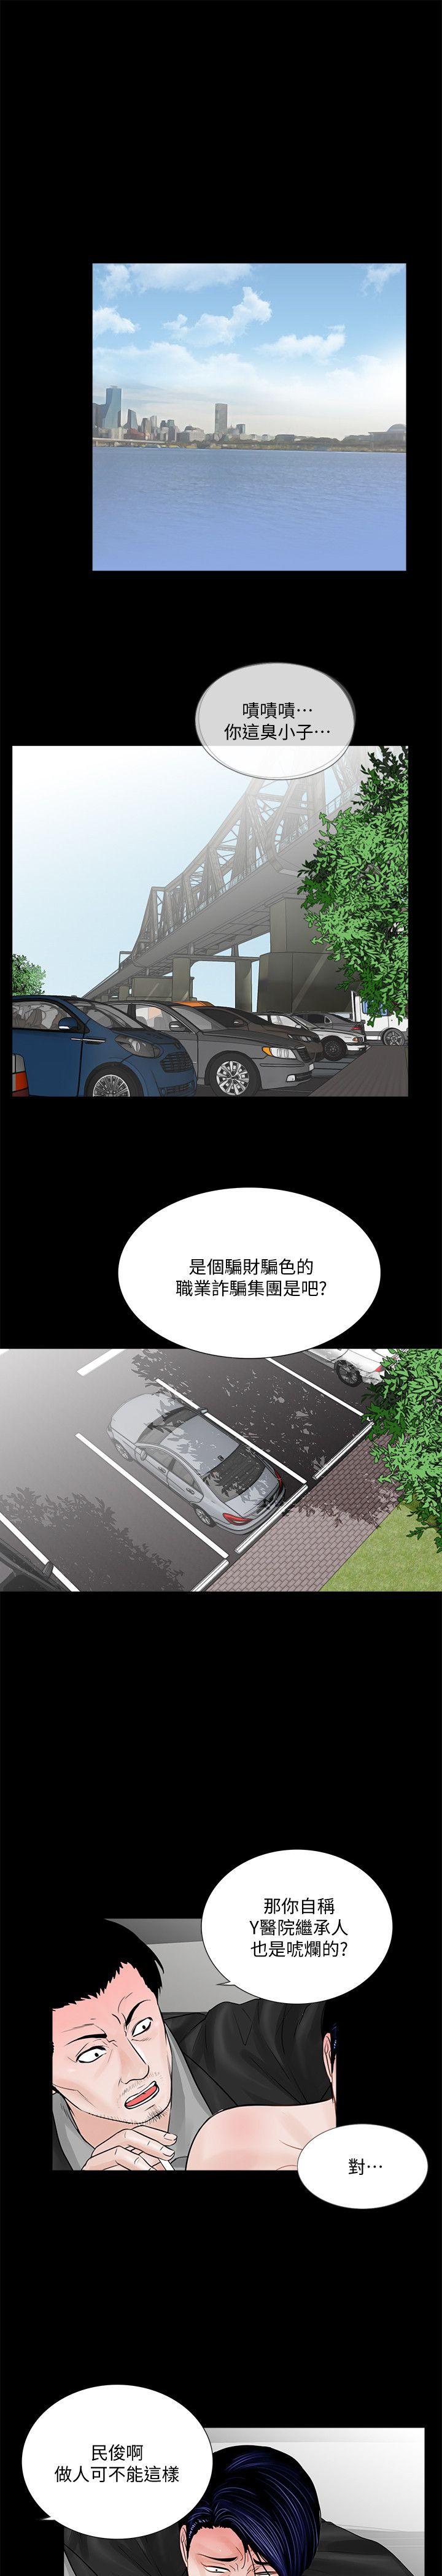 嘖嘖嘖…
你這臭小子…
是個騙財騙色的
職業詐騙集團是吧?
那你自稱
Y醫院繼承人
也是唬爛的?
對…
民俊啊
做人可不能這樣